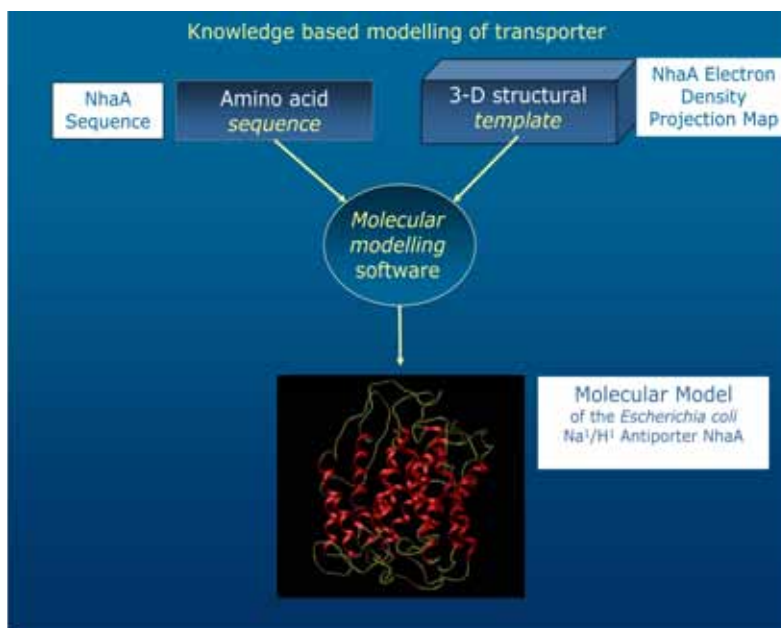 Knowledge based modelling of transporter
NhaA
Sequence
Amino acid
sequence
3-D structural
template
NhaA Electron
Density
Projection Map
Molecular
modelling
software
Molecular Model
of the Escherichia coli
Na¹/H¹ Antiporter NhaA